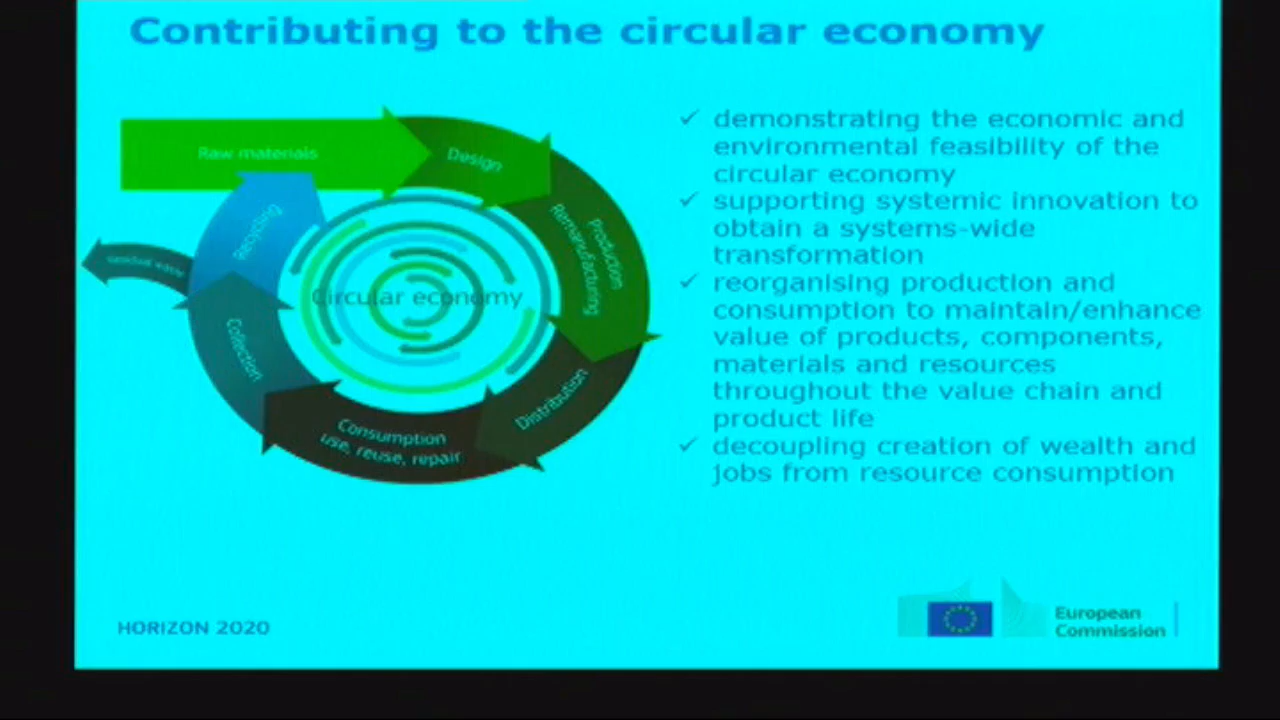 Contributing to the circular economy
Raw materials
Design
Production
Remanufacturing
Distribution
Consumption
use, reuse, repair
Collection
Recycling
Residual waste
Circular economy
✓ demonstrating the economic and
environmental feasibility of the
circular economy
✓ supporting systemic innovation to
obtain a systems-wide
transformation
✓ reorganising production and
consumption to maintain/enhance
value of products, components,
materials and resources
throughout the value chain and
product life
✓ decoupling creation of wealth and
jobs from resource consumption
HORIZON 2020
European
Commission